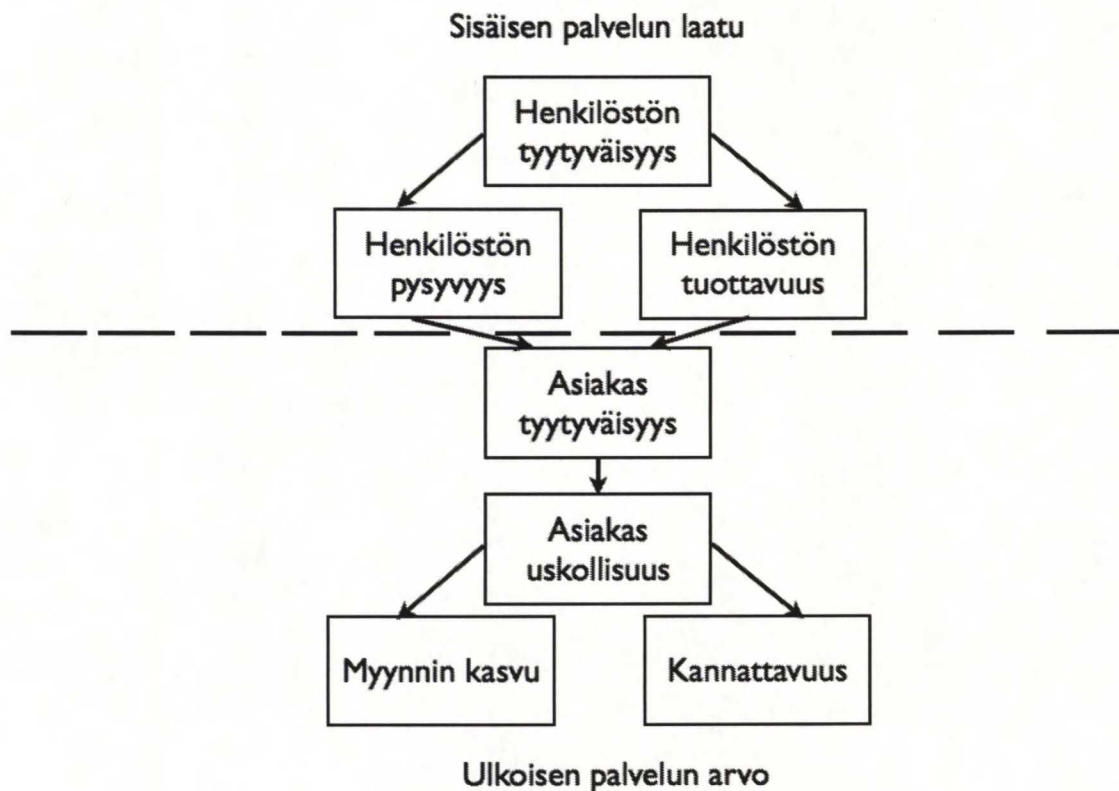 Sisäisen palvelun laatu
Henkilöstön
tyytyväisyys
Henkilöstön
pysyvyys
Henkilöstön
tuottavuus
Asiakas
tyytyväisyys
Asiakas
uskollisuus
Myynnin kasvu
Kannattavuus
Ulkoisen palvelun arvo